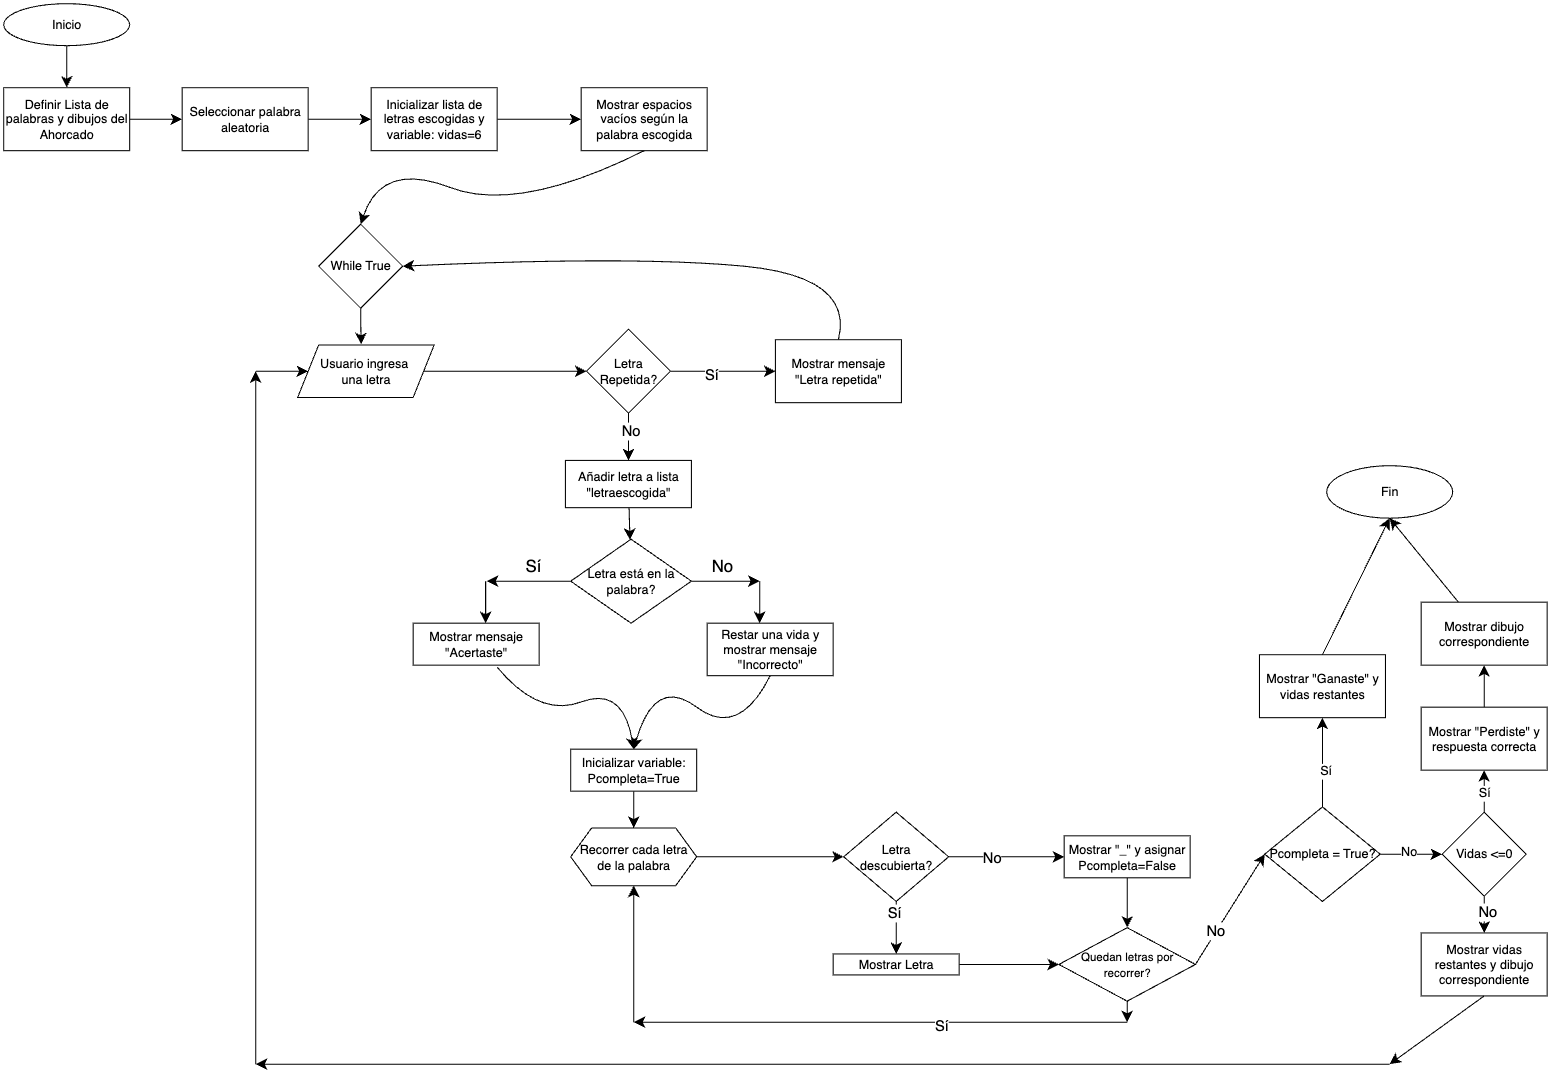 Inicio
Definir Lista de
palabras y dibujos del
Ahorcado
Seleccionar palabra
aleatoria
Inicializar lista de
letras escogidas y
variable: vidas=6
Mostrar espacios
vacíos según la
palabra escogida
While True
Usuario ingresa
una letra
Letra
Repetida?
Sí
Mostrar mensaje
"Letra repetida"
No
Añadir letra a lista
"letraescogida"
Letra está en la
palabra?
Sí
No
Mostrar mensaje
"Acertaste"
Restar una vida y
mostrar mensaje
"Incorrecto"
Inicializar variable:
Pcompleta=True
Recorrer cada letra
de la palabra
Letra
descubierta?
No
Mostrar "_" y asignar
Pcompleta=False
Sí
Mostrar Letra
Quedan letras por
recorrer?
Sí
No
Pcompleta = True?
Sí
Mostrar "Ganaste" y
vidas restantes
No
Vidas <=0
Sí
Mostrar "Perdiste" y
respuesta correcta
Mostrar dibujo
correspondiente
Fin
No
Mostrar vidas
restantes y dibujo
correspondiente